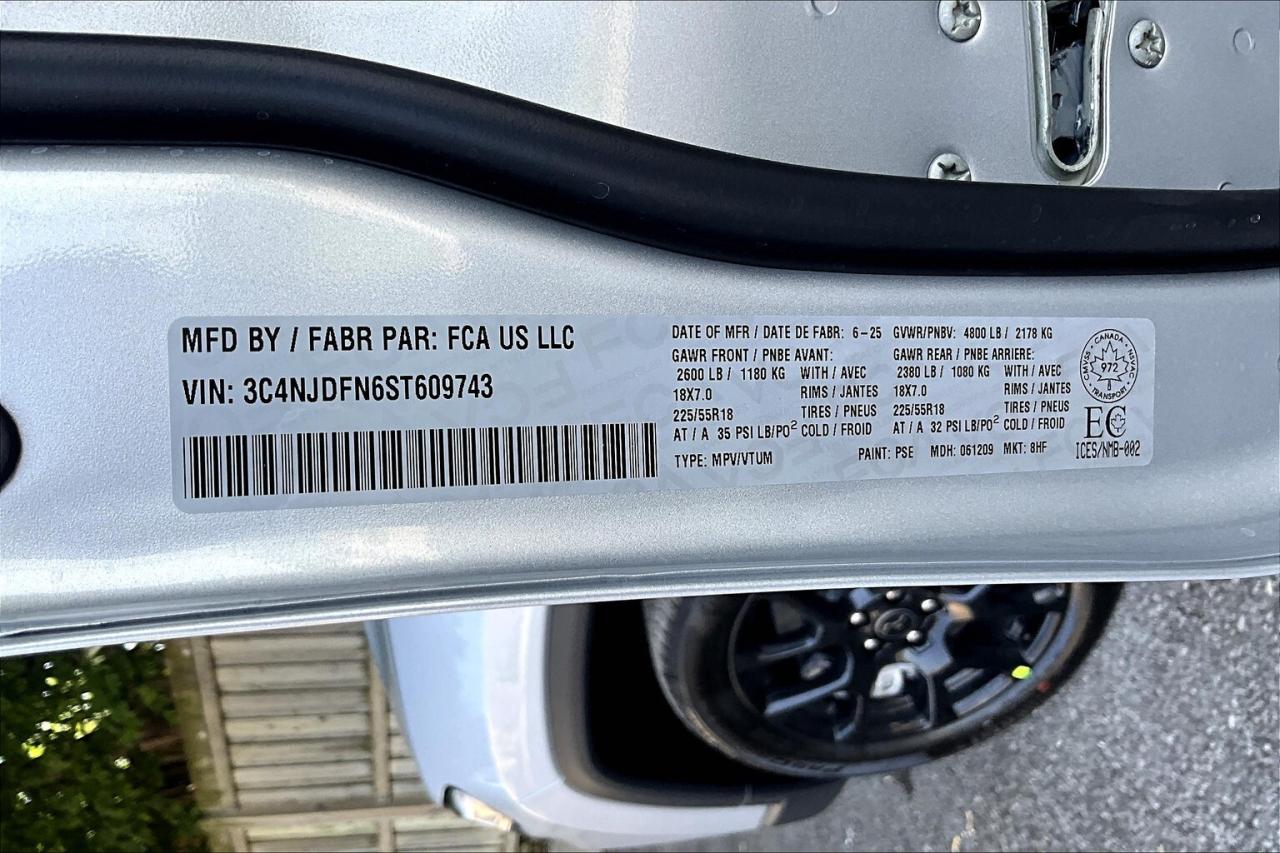 MFD BY / FABR PAR: FCA US LLC
VIN: 3C4NJDFN6ST609743
DATE OF MFR / DATE DE FABR: 6-25 GVWR/PNBV: 4800 LB / 2178 KG
GAWR FRONT / PNBE AVANT: GAWR REAR / PNBE ARRIERE:
2600 LB / 1180 KG WITH / AVEC 2380 LB / 1080 KG WITH / AVEC
18X7.0 RIMS / JANTES 18X7.0 RIMS / JANTES
225/55R18 TIRES / PNEUS 225/55R18 TIRES / PNEUS
AT / A 35 PSI LB/PO² COLD / FROID AT / A 32 PSI LB/PO² COLD / FROID
TYPE: MPV/VTUM PAINT: PSE MDH: 061209 MKT: 8HF
CANADA
CMVSS NSVAC
972
TRANSPORT
EC
ICES/NMB-002